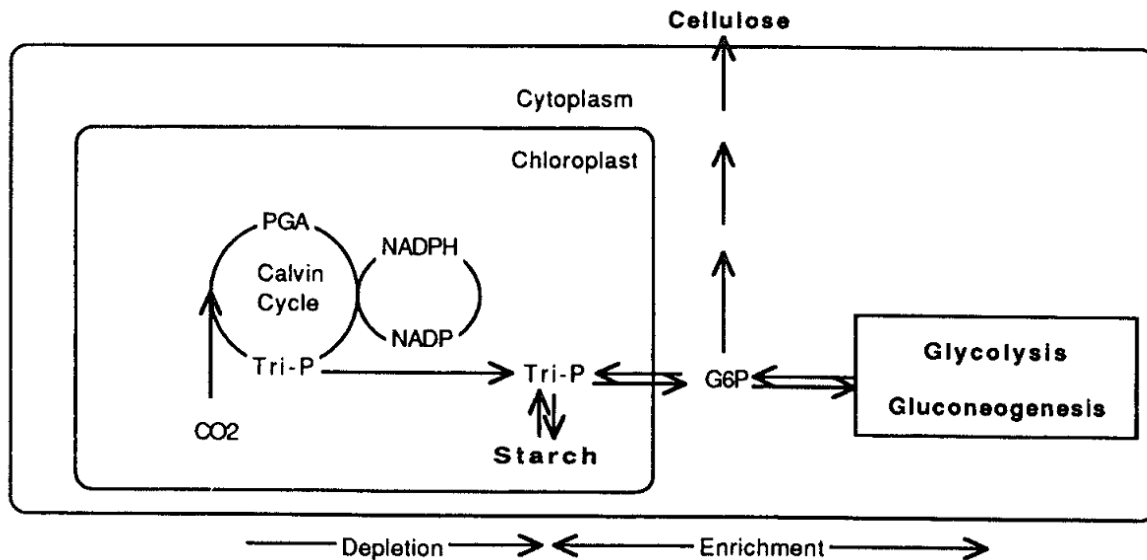 Cellulose
Cytoplasm
Chloroplast
PGA
NADPH
Calvin
Cycle
NADP
Tri-P
Tri-P
G6P
Glycolysis
Gluconeogenesis
CO2
Starch
Depletion
Enrichment